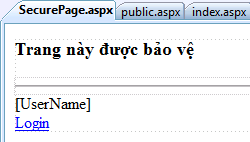 SecurePage.aspx public.aspx index.aspx
Trang này được bảo vệ
[UserName]
Login